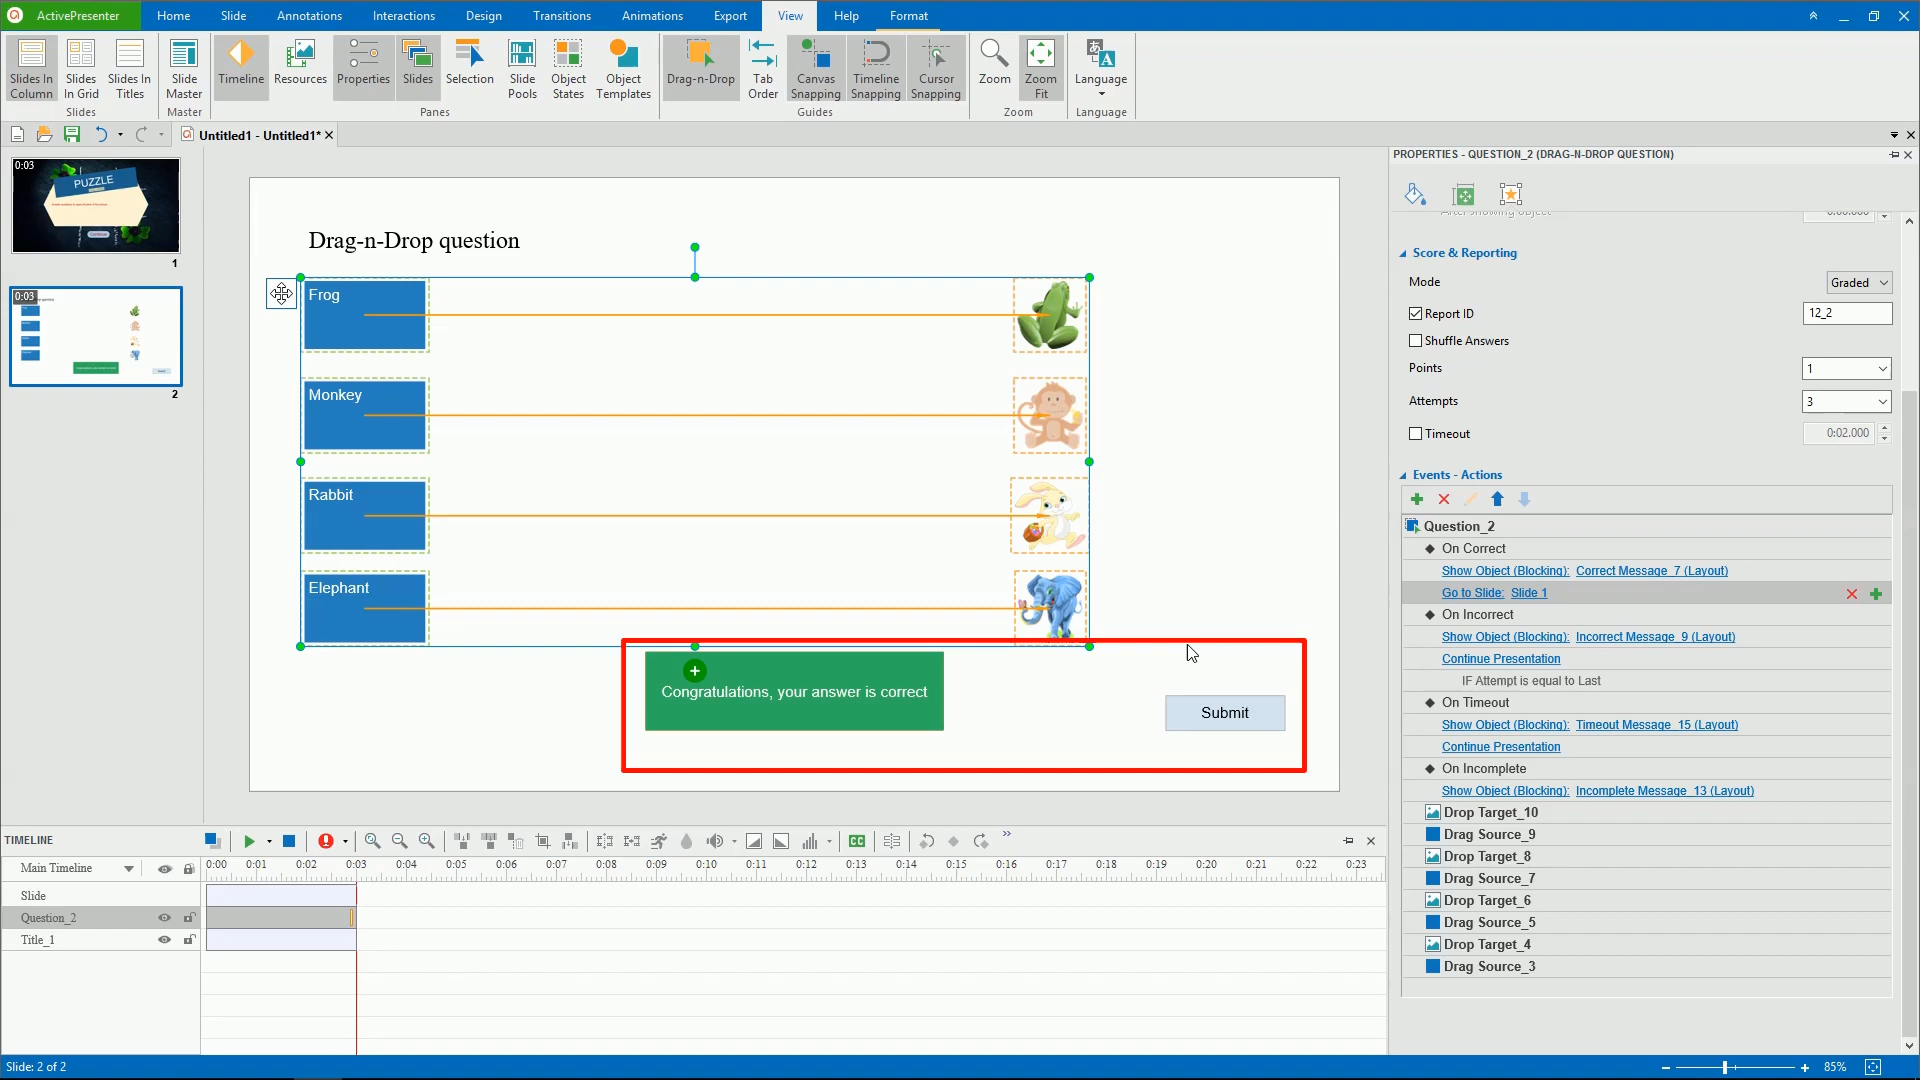 ActivePresenter Home Slide Annotations Interactions Design Transitions Animations Export View Help Format
Slides In Column
Slides In Grid
Slides In Titles
Slides
Slide Master
Master
Timeline
Resources
Properties
Slides
Selection
Slide Pools
Object States
Object Templates
Panes
Drag-n-Drop
Tab Order
Canvas Snapping
Timeline Snapping
Cursor Snapping
Guides
Zoom
Zoom Fit
Zoom
Language
Language
Untitled1 - Untitled1*
0:03
PUZZLE
1
0:03
2
Drag-n-Drop question
Frog
Monkey
Rabbit
Elephant
Congratulations, your answer is correct
Submit
PROPERTIES - QUESTION_2 (DRAG-N-DROP QUESTION)
Score & Reporting
Mode Graded
Report ID 12_2
Shuffle Answers
Points 1
Attempts 3
Timeout 0:02.000
Events - Actions
Question_2
On Correct
Show Object (Blocking): Correct Message_7 (Layout)
Go to Slide: Slide 1
On Incorrect
Show Object (Blocking): Incorrect Message_9 (Layout)
Continue Presentation
IF Attempt is equal to Last
On Timeout
Show Object (Blocking): Timeout Message_15 (Layout)
Continue Presentation
On Incomplete
Show Object (Blocking): Incomplete Message_13 (Layout)
Drop Target_10
Drag Source_9
Drop Target_8
Drag Source_7
Drop Target_6
Drag Source_5
Drop Target_4
Drag Source_3
TIMELINE
CC
Main Timeline
0:00 0:01 0:02 0:03 0:04 0:05 0:06 0:07 0:08 0:09 0:10 0:11 0:12 0:13 0:14 0:15 0:16 0:17 0:18 0:19 0:20 0:21 0:22 0:23
Slide
Question_2
Title_1
Slide: 2 of 2
85%